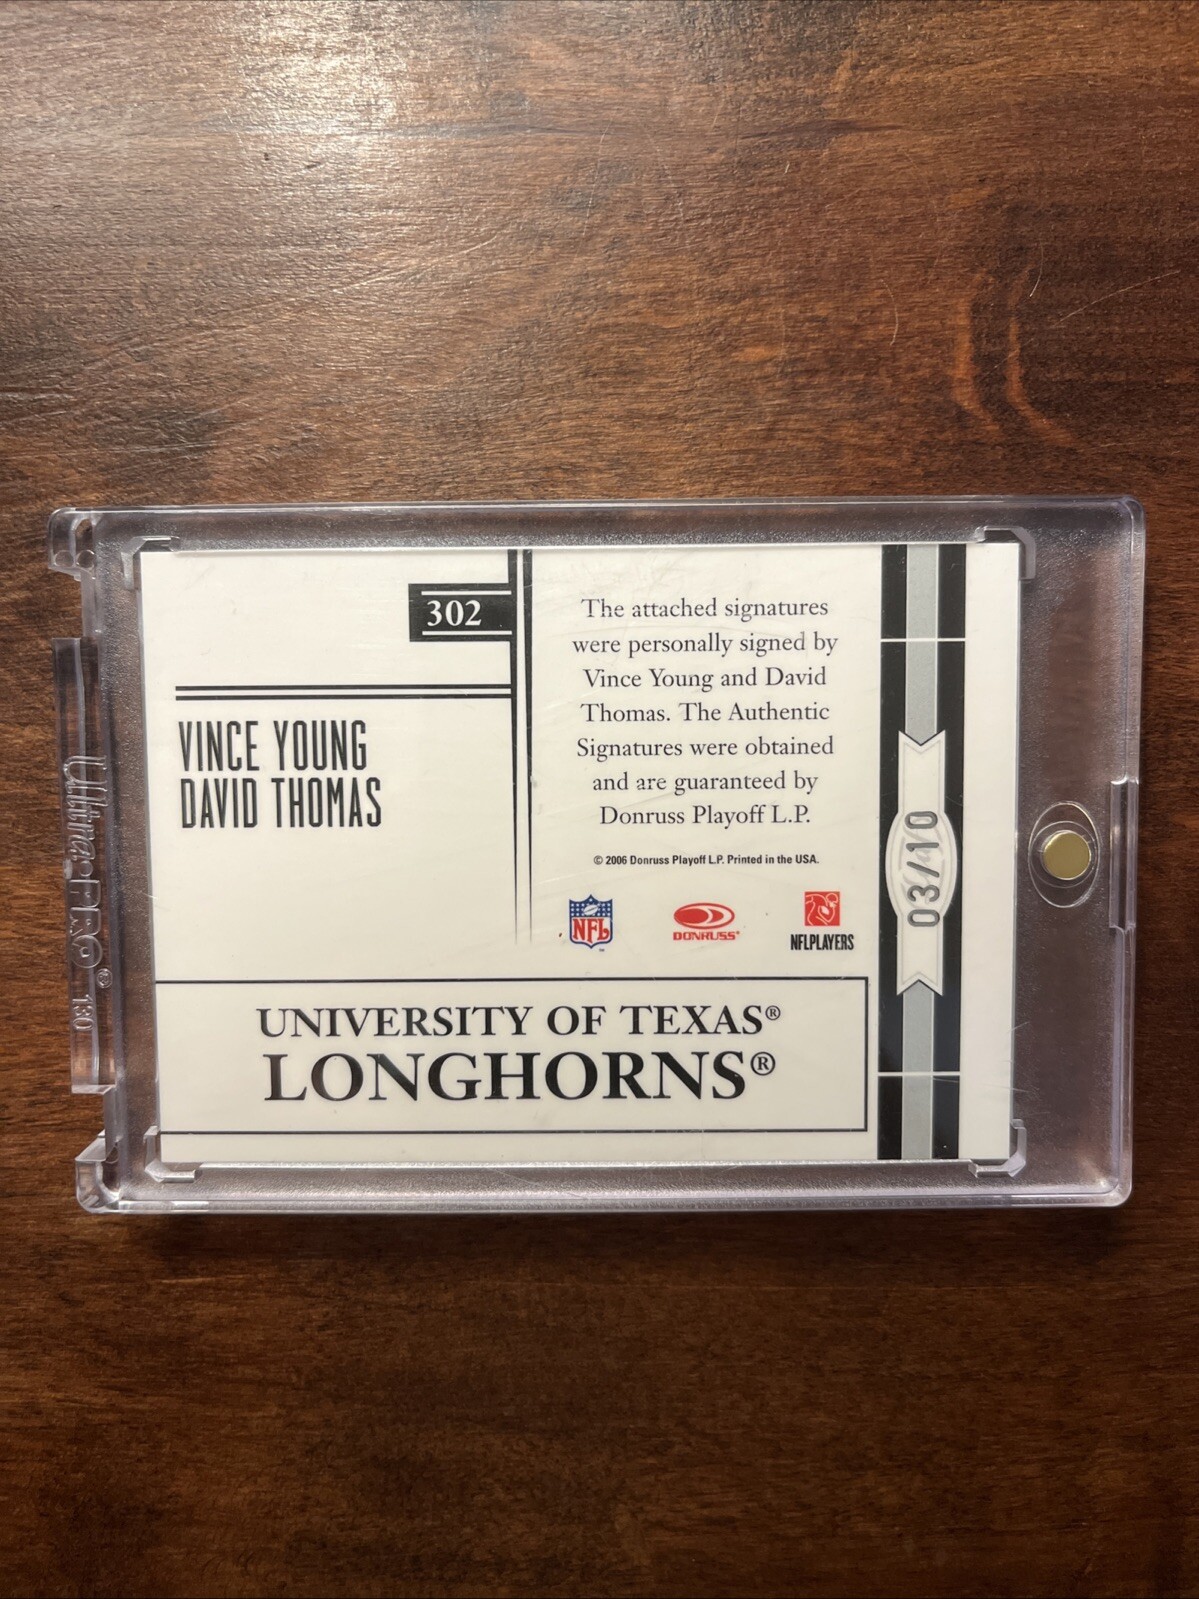 302
VINCE YOUNG
DAVID THOMAS
The attached signatures
were personally signed by
Vince Young and David
Thomas. The Authentic
Signatures were obtained
and are guaranteed by
Donruss Playoff L.P.
© 2006 Donruss Playoff L.P. Printed in the USA.
NFL
DONRUSS
NFLPLAYERS
03/10
UNIVERSITY OF TEXAS®
LONGHORNS®
Ultra·PRO® 130